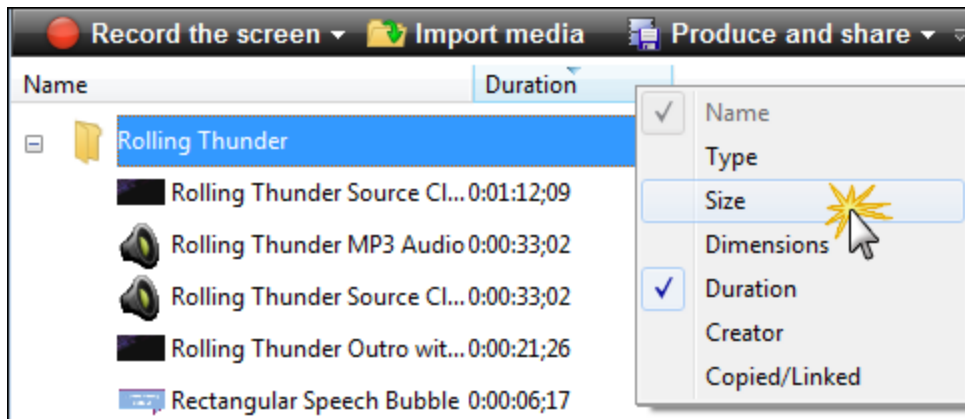 Record the screen Import media Produce and share
Name Duration
Rolling Thunder
Rolling Thunder Source Cl... 0:01:12;09
Rolling Thunder MP3 Audio 0:00:33;02
Rolling Thunder Source Cl... 0:00:33;02
Rolling Thunder Outro wit... 0:00:21;26
Rectangular Speech Bubble 0:00:06;17
Name
Type
Size
Dimensions
Duration
Creator
Copied/Linked